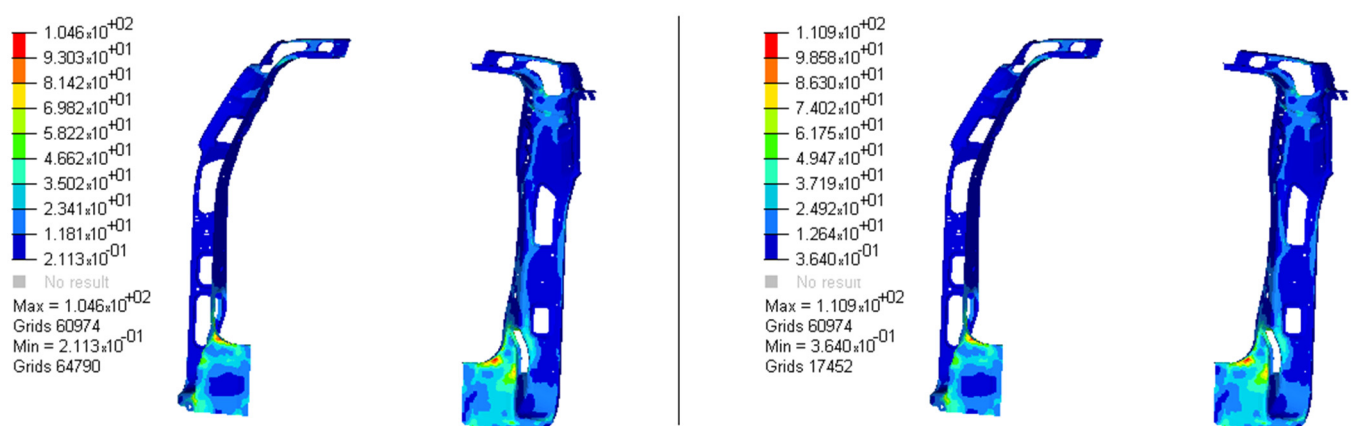 1.046x10+02
9.303x10+01
8.142x10+01
6.982x10+01
5.822x10+01
4.662x10+01
3.502x10+01
2.341x10+01
1.181x10+01
2.113x10-01
No result
Max = 1.046x10+02
Grids 60974
Min = 2.113x10-01
Grids 64790
1.109x10+02
9.858x10+01
8.630x10+01
7.402x10+01
6.175x10+01
4.947x10+01
3.719x10+01
2.492x10+01
1.264x10+01
3.640x10-01
No result
Max = 1.109x10+02
Grids 60974
Min = 3.640x10-01
Grids 17452